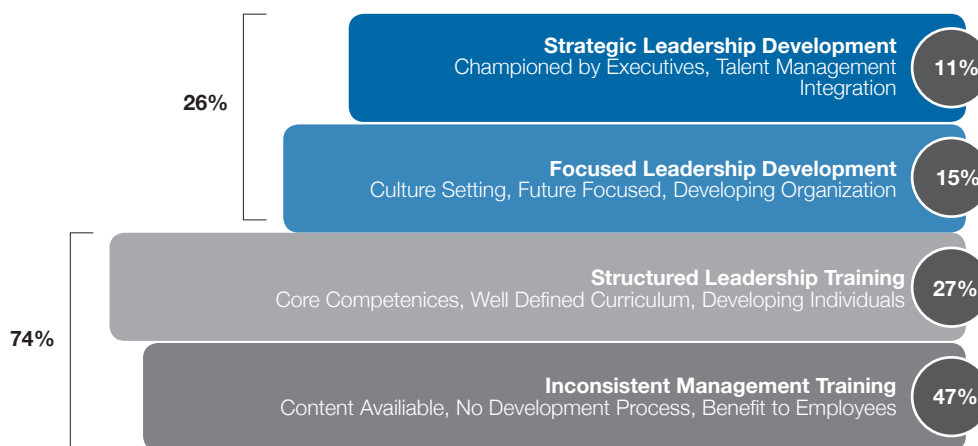 Strategic Leadership Development
Championed by Executives, Talent Management
Integration
11%
26%
Focused Leadership Development
Culture Setting, Future Focused, Developing Organization
15%
Structured Leadership Training
Core Competenices, Well Defined Curriculum, Developing Individuals
27%
74%
Inconsistent Management Training
Content Availiable, No Development Process, Benefit to Employees
47%